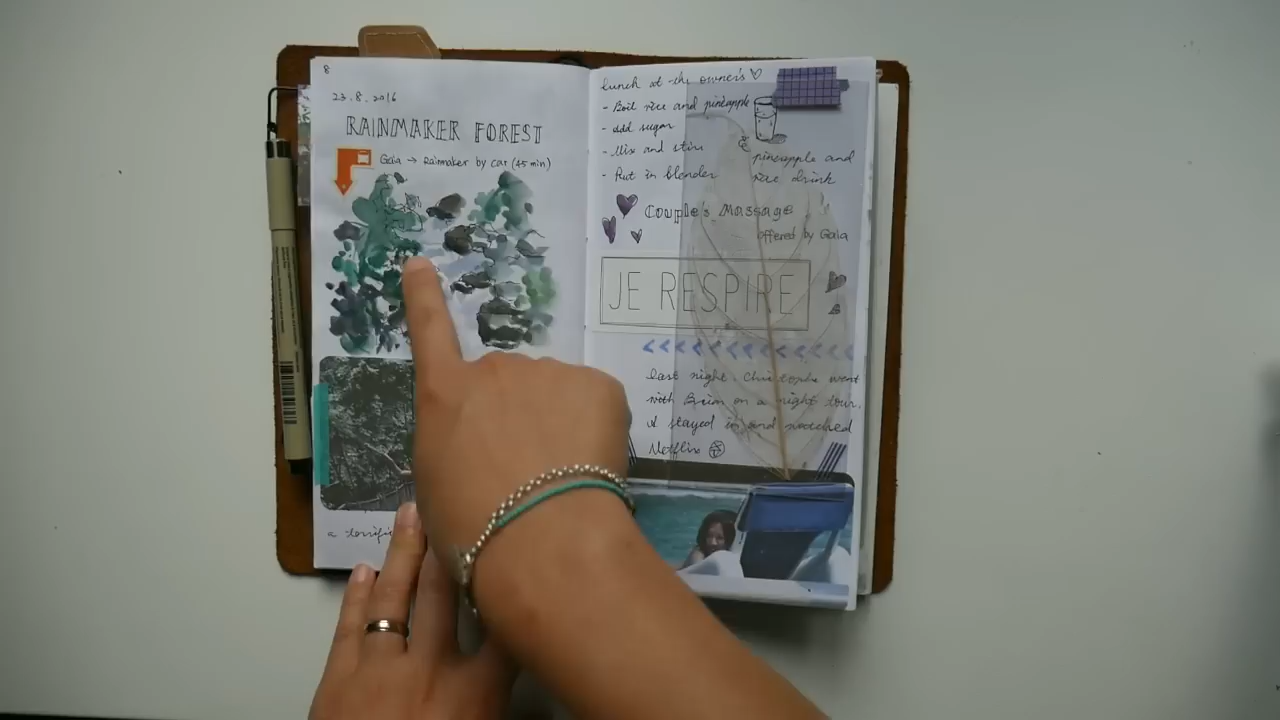 8
23.8.2016
RAINMAKER FOREST
Gaia → Rainmaker by car (45 min)
a terrifi
lunch at the owner's ♡
- Boil rice and pineapple
- add sugar
- Mix and stir
- Put in blender
pineapple and
rice drink
Couple's Massage
offered by Gaia
JE RESPIRE
last night, Christophe went
with Brian on a night tour.
I stayed in and watched
Netflix